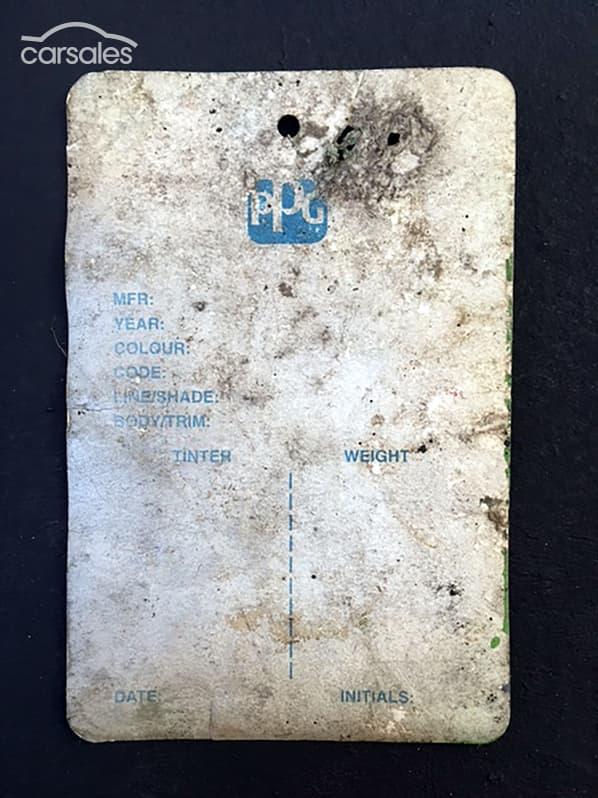 carsales
PPG
MFR:
YEAR:
COLOUR:
CODE:
LINE/SHADE:
BODY/TRIM:
TINTER WEIGHT
DATE: INITIALS: